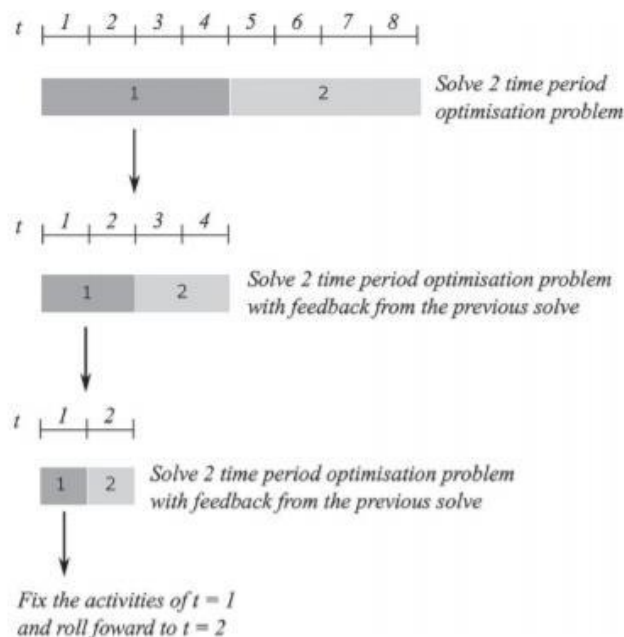 t 1 2 3 4 5 6 7 8
1 2
Solve 2 time period
optimisation problem
t 1 2 3 4
1 2
Solve 2 time period optimisation problem
with feedback from the previous solve
t 1 2
1 2
Solve 2 time period optimisation problem
with feedback from the previous solve
Fix the activities of t = 1
and roll foward to t = 2